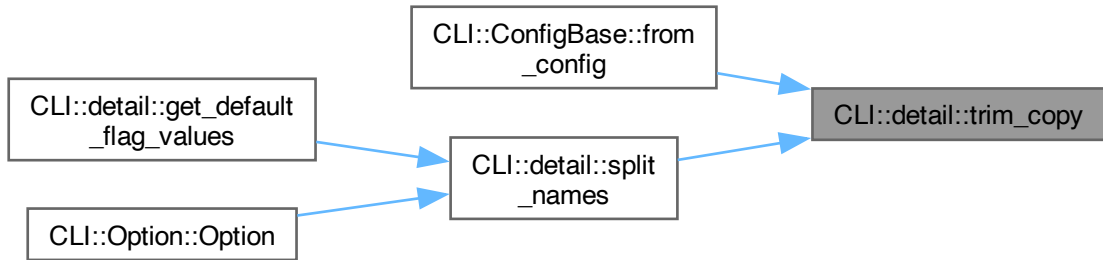 CLI::ConfigBase::from
_config
CLI::detail::get_default
_flag_values
CLI::detail::trim_copy
CLI::detail::split
_names
CLI::Option::Option